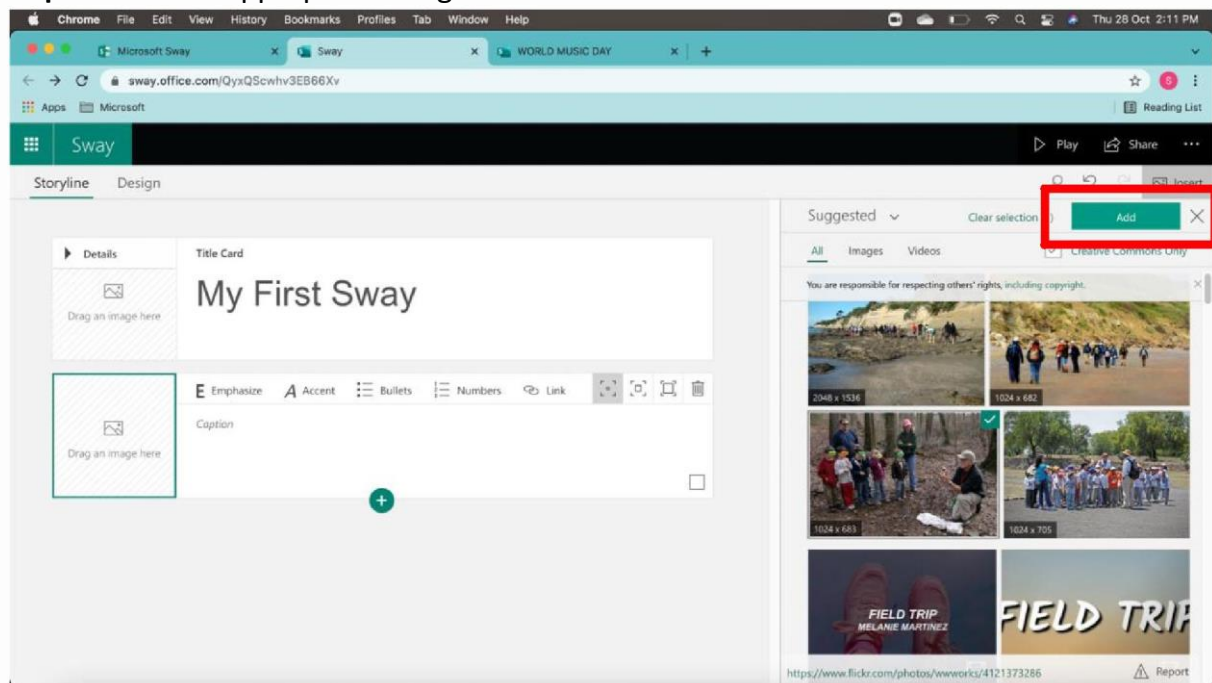 Chrome File Edit View History Bookmarks Profiles Tab Window Help Thu 28 Oct 2:11 PM
Microsoft Sway × Sway × WORLD MUSIC DAY × +
sway.office.com/QyxQScwhv3EB66Xv S
Apps Microsoft Reading List
Sway Play Share ...
Storyline Design Insert
Suggested Clear selection Add
Details Title Card All Images Videos Creative Commons Only
My First Sway
Drag an image here
You are responsible for respecting others' rights, including copyright.
2048 x 1536 1024 x 682
E Emphasize A Accent Bullets Numbers Link
Caption
Drag an image here
1024 x 683 1024 x 705
FIELD TRIP
MELANIE MARTINEZ
FIELD TRIP
https://www.flickr.com/photos/wwworks/4121373286 Report